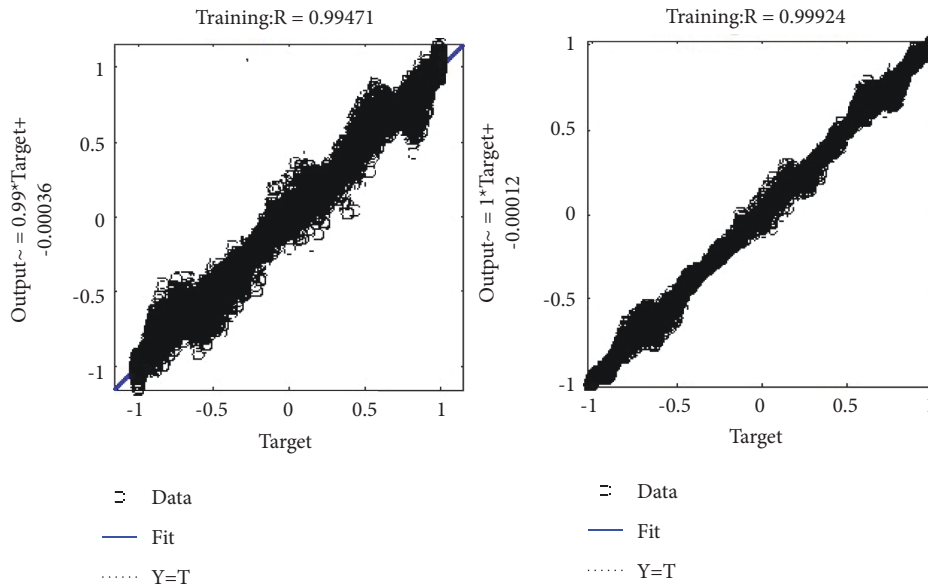 Training:R = 0.99471
Output~ = 0.99*Target+
-0.00036
1
0.5
0
-0.5
-1
-1
-0.5
0
0.5
1
Target
Data
Fit
Y=T
Training:R = 0.99924
Output~ = 1*Target+
-0.00012
1
0.5
0
-0.5
-1
-1
-0.5
0
0.5
1
Target
Data
Fit
Y=T